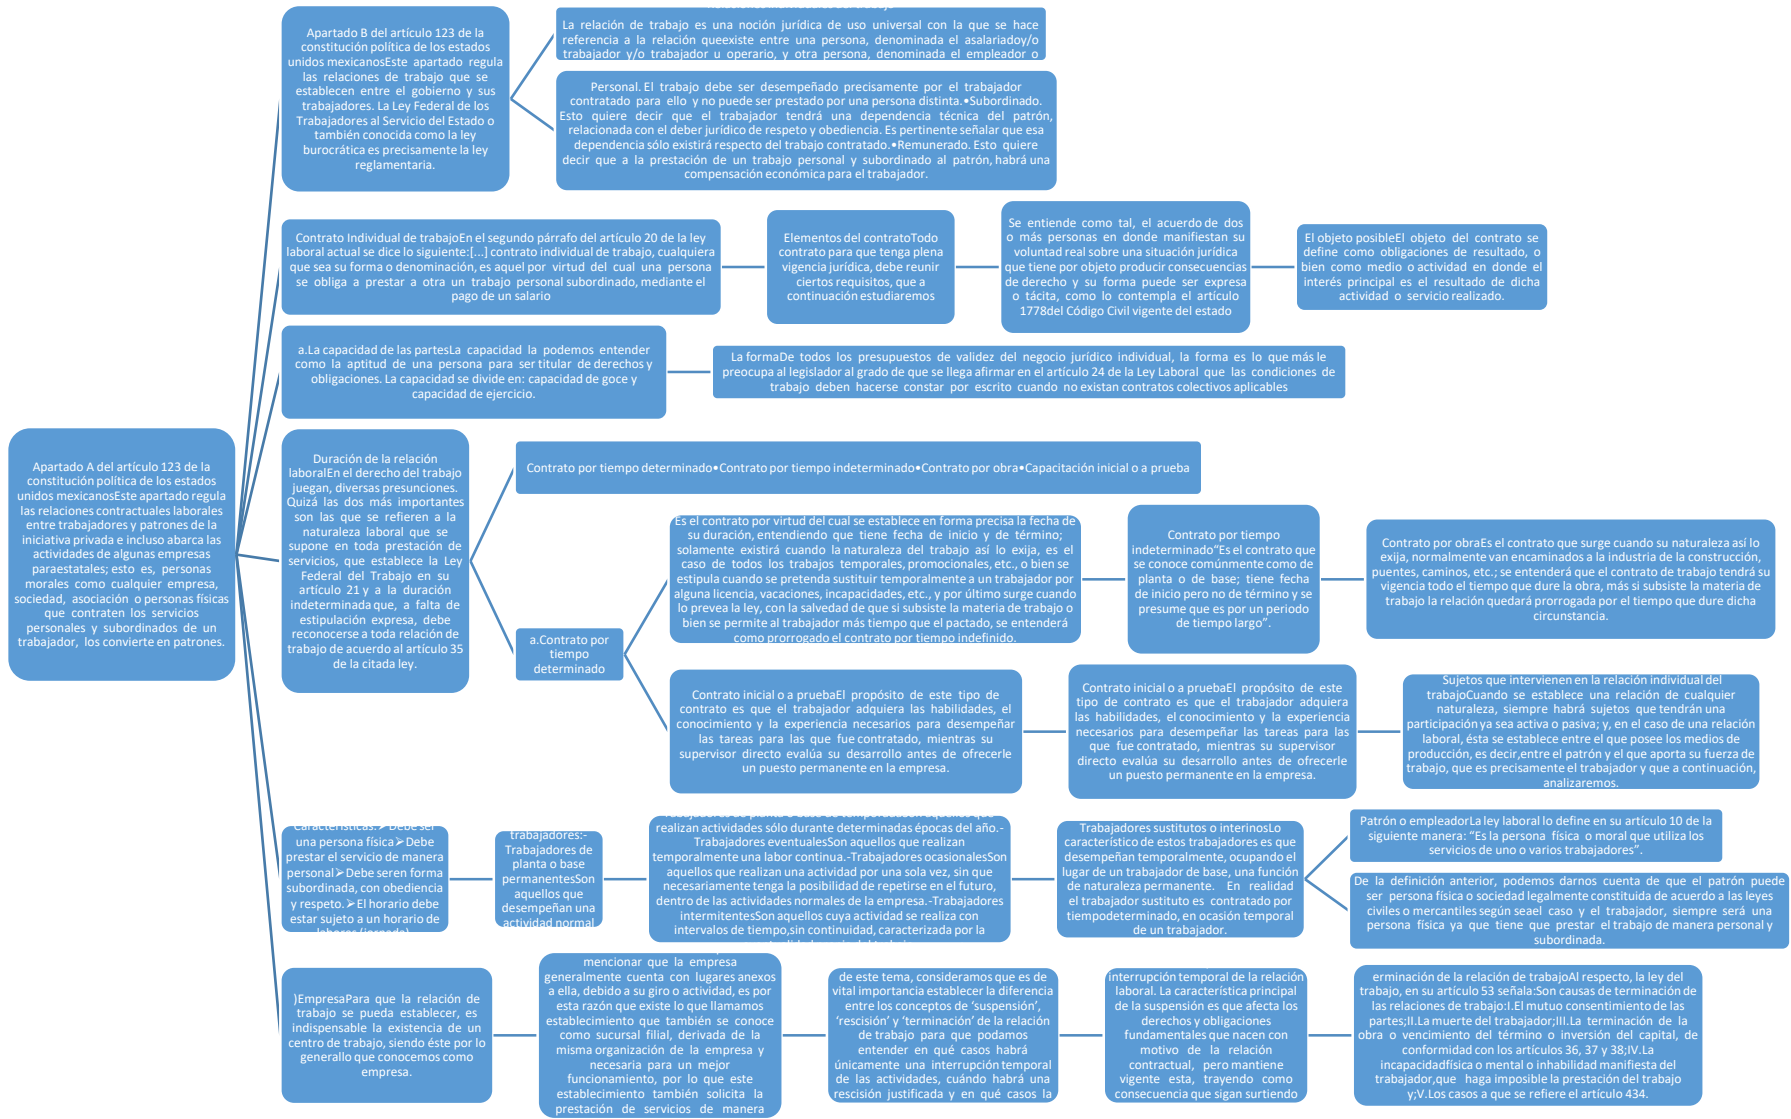 Apartado A del artículo 123 de la
constitución política de los estados
unidos mexicanosEste apartado regula
las relaciones contractuales laborales
entre trabajadores y patrones de la
iniciativa privada e incluso abarca las
actividades de algunas empresas
paraestatales; esto es, personas
morales como cualquier empresa,
sociedad, asociación o personas físicas
que contraten los servicios
personales y subordinados de un
trabajador, los convierte en patrones.
Apartado B del artículo 123 de la
constitución política de los estados
unidos mexicanosEste apartado regula
las relaciones de trabajo que se
establecen entre el gobierno y sus
trabajadores. La Ley Federal de los
Trabajadores al Servicio del Estado o
también conocida como la ley
burocrática es precisamente la ley
reglamentaria.
La relación de trabajo es una noción jurídica de uso universal con la que se hace
referencia a la relación queexiste entre una persona, denominada el asalariadoy/o
trabajador y/o trabajador u operario, y otra persona, denominada el empleador o
Personal. El trabajo debe ser desempeñado precisamente por el trabajador
contratado para ello y no puede ser prestado por una persona distinta.•Subordinado.
Esto quiere decir que el trabajador tendrá una dependencia técnica del patrón,
relacionada con el deber jurídico de respeto y obediencia. Es pertinente señalar que esa
dependencia sólo existirá respecto del trabajo contratado.•Remunerado. Esto quiere
decir que a la prestación de un trabajo personal y subordinado al patrón, habrá una
compensación económica para el trabajador.
Contrato Individual de trabajoEn el segundo párrafo del artículo 20 de la ley
laboral actual se dice lo siguiente:[...] contrato individual de trabajo, cualquiera
que sea su forma o denominación, es aquel por virtud del cual una persona
se obliga a prestar a otra un trabajo personal subordinado, mediante el
pago de un salario
Elementos del contratoTodo
contrato para que tenga plena
vigencia jurídica, debe reunir
ciertos requisitos, que a
continuación estudiaremos
Se entiende como tal, el acuerdo de dos
o más personas en donde manifiestan su
voluntad real sobre una situación jurídica
que tiene por objeto producir consecuencias
de derecho y su forma puede ser expresa
o tácita, como lo contempla el artículo
1778del Código Civil vigente del estado
El objeto posibleEl objeto del contrato se
define como obligaciones de resultado, o
bien como medio o actividad en donde el
interés principal es el resultado de dicha
actividad o servicio realizado.
a.La capacidad de las partesLa capacidad la podemos entender
como la aptitud de una persona para ser titular de derechos y
obligaciones. La capacidad se divide en: capacidad de goce y
capacidad de ejercicio.
La formaDe todos los presupuestos de validez del negocio jurídico individual, la forma es lo que más le
preocupa al legislador al grado de que se llega afirmar en el artículo 24 de la Ley Laboral que las condiciones de
trabajo deben hacerse constar por escrito cuando no existan contratos colectivos aplicables
Duración de la relación
laboralEn el derecho del trabajo
juegan, diversas presunciones.
Quizá las dos más importantes
son las que se refieren a la
naturaleza laboral que se
supone en toda prestación de
servicios, que establece la Ley
Federal del Trabajo en su
artículo 21 y a la duración
indeterminada que, a falta de
estipulación expresa, debe
reconocerse a toda relación de
trabajo de acuerdo al artículo 35
de la citada ley.
Contrato por tiempo determinado•Contrato por tiempo indeterminado•Contrato por obra•Capacitación inicial o a prueba
a.Contrato por
tiempo
determinado
Es el contrato por virtud del cual se establece en forma precisa la fecha de
su duración, entendiendo que tiene fecha de inicio y de término;
solamente existirá cuando la naturaleza del trabajo así lo exija, es el
caso de todos los trabajos temporales, promocionales, etc., o bien se
estipula cuando se pretenda sustituir temporalmente a un trabajador por
alguna licencia, vacaciones, incapacidades, etc., y por último surge cuando
lo prevea la ley, con la salvedad de que si subsiste la materia de trabajo o
bien se permite al trabajador más tiempo que el pactado, se entenderá
como prorrogado el contrato por tiempo indefinido.
Contrato por tiempo
indeterminado“Es el contrato que
se conoce comúnmente como de
planta o de base; tiene fecha
de inicio pero no de término y se
presume que es por un periodo
de tiempo largo”.
Contrato por obraEs el contrato que surge cuando su naturaleza así lo
exija, normalmente van encaminados a la industria de la construcción,
puentes, caminos, etc.; se entenderá que el contrato de trabajo tendrá su
vigencia todo el tiempo que dure la obra, más si subsiste la materia de
trabajo la relación quedará prorrogada por el tiempo que dure dicha
circunstancia.
Contrato inicial o a pruebaEl propósito de este tipo de
contrato es que el trabajador adquiera las habilidades, el
conocimiento y la experiencia necesarios para desempeñar
las tareas para las que fue contratado, mientras su
supervisor directo evalúa su desarrollo antes de ofrecerle
un puesto permanente en la empresa.
Contrato inicial o a pruebaEl propósito de este
tipo de contrato es que el trabajador adquiera
las habilidades, el conocimiento y la experiencia
necesarios para desempeñar las tareas para las
que fue contratado, mientras su supervisor
directo evalúa su desarrollo antes de ofrecerle
un puesto permanente en la empresa.
Sujetos que intervienen en la relación individual del
trabajoCuando se establece una relación de cualquier
naturaleza, siempre habrá sujetos que tendrán una
participación ya sea activa o pasiva; y, en el caso de una relación
laboral, ésta se establece entre el que posee los medios de
producción, es decir,entre el patrón y el que aporta su fuerza de
trabajo, que es precisamente el trabajador y que a continuación,
analizaremos.
Características:➢Debe ser
una persona física➢Debe
prestar el servicio de manera
personal➢Debe seren forma
subordinada, con obediencia
y respeto.➢El horario debe
estar sujeto a un horario de
labores (jornada)
trabajadores:-
Trabajadores de
planta o base
permanentesSon
aquellos que
desempeñan una
actividad normal
realizan actividades sólo durante determinadas épocas del año.-
Trabajadores eventualesSon aquellos que realizan
temporalmente una labor continua.-Trabajadores ocasionalesSon
aquellos que realizan una actividad por una sola vez, sin que
necesariamente tenga la posibilidad de repetirse en el futuro,
dentro de las actividades normales de la empresa.-Trabajadores
intermitentesSon aquellos cuya actividad se realiza con
intervalos de tiempo,sin continuidad, caracterizada por la
Trabajadores sustitutos o interinosLo
característico de estos trabajadores es que
desempeñan temporalmente, ocupando el
lugar de un trabajador de base, una función
de naturaleza permanente. En realidad
el trabajador sustituto es contratado por
tiempodeterminado, en ocasión temporal
de un trabajador.
Patrón o empleadorLa ley laboral lo define en su artículo 10 de la
siguiente manera: “Es la persona física o moral que utiliza los
servicios de uno o varios trabajadores”.
De la definición anterior, podemos darnos cuenta de que el patrón puede
ser persona física o sociedad legalmente constituida de acuerdo a las leyes
civiles o mercantiles según seael caso y el trabajador, siempre será una
persona física ya que tiene que prestar el trabajo de manera personal y
subordinada.
)EmpresaPara que la relación de
trabajo se pueda establecer, es
indispensable la existencia de un
centro de trabajo, siendo éste por lo
generallo que conocemos como
empresa.
mencionar que la empresa
generalmente cuenta con lugares anexos
a ella, debido a su giro o actividad, es por
esta razón que existe lo que llamamos
establecimiento que también se conoce
como sucursal filial, derivada de la
misma organización de la empresa y
necesaria para un mejor
funcionamiento, por lo que este
establecimiento también solicita la
prestación de servicios de manera
de este tema, consideramos que es de
vital importancia establecer la diferencia
entre los conceptos de ‘suspensión’,
‘rescisión’ y ‘terminación’ de la relación
de trabajo para que podamos
entender en qué casos habrá
únicamente una interrupción temporal
de las actividades, cuándo habrá una
rescisión justificada y en qué casos la
interrupción temporal de la relación
laboral. La característica principal
de la suspensión es que afecta los
derechos y obligaciones
fundamentales que nacen con
motivo de la relación
contractual, pero mantiene
vigente esta, trayendo como
consecuencia que sigan surtiendo
erminación de la relación de trabajoAl respecto, la ley del
trabajo, en su artículo 53 señala:Son causas de terminación de
las relaciones de trabajo:I.El mutuo consentimiento de las
partes;II.La muerte del trabajador;III.La terminación de la
obra o vencimiento del término o inversión del capital, de
conformidad con los artículos 36, 37 y 38;IV.La
incapacidadfísica o mental o inhabilidad manifiesta del
trabajador,que haga imposible la prestación del trabajo
y;V.Los casos a que se refiere el artículo 434.